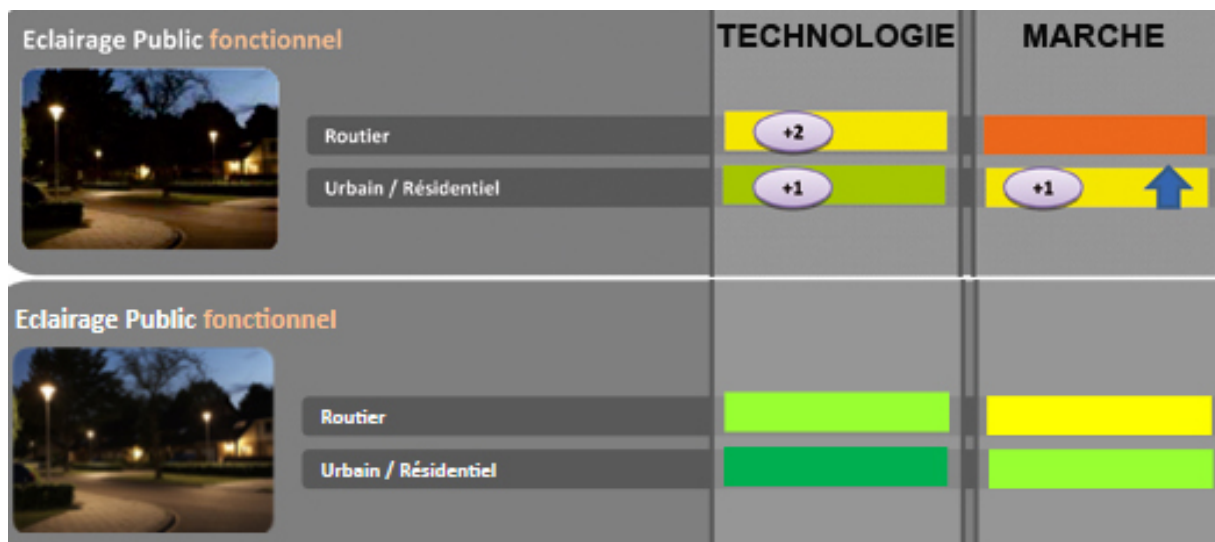 Eclairage Public fonctionnel
TECHNOLOGIE
MARCHE
Routier
+2
Urbain / Résidentiel
+1
+1
Eclairage Public fonctionnel
Routier
Urbain / Résidentiel